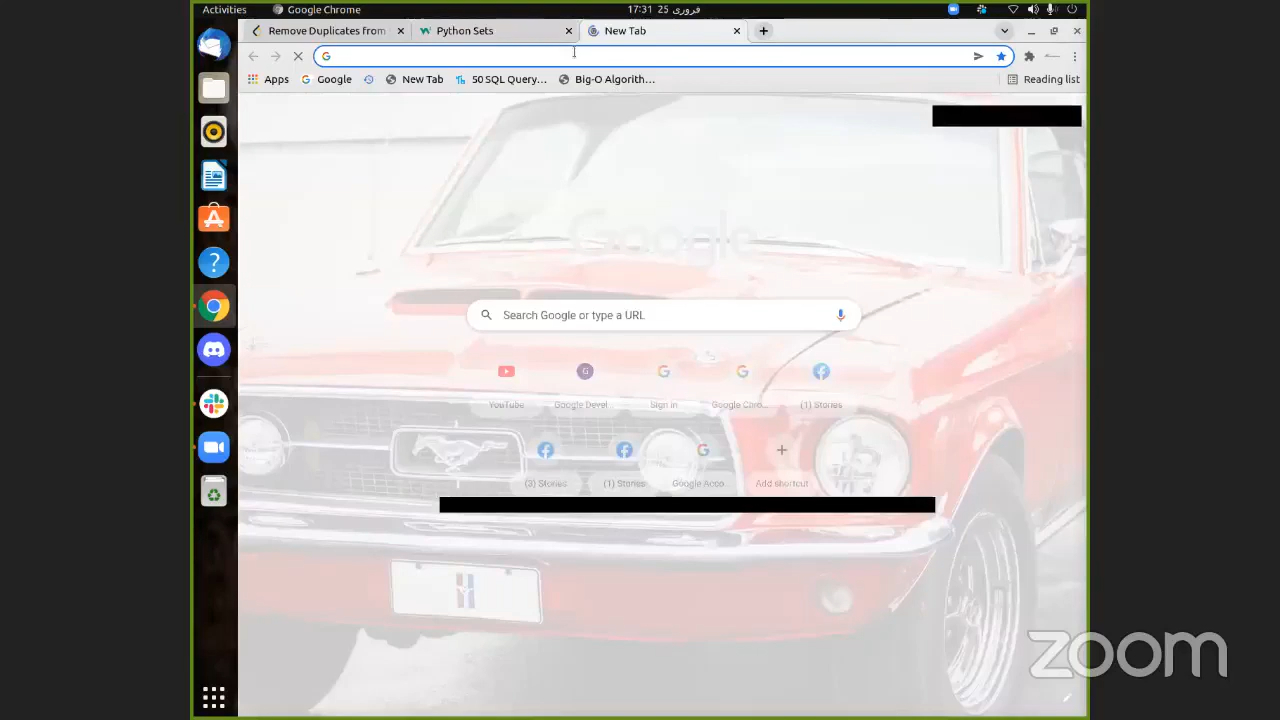 Activities
Google Chrome
17:31 25 فروری
Remove Duplicates from
Python Sets
New Tab
Apps
Google
New Tab
50 SQL Query...
Big-O Algorith...
Reading list
Google
Search Google or type a URL
YouTube
Google Devel...
Sign in
Google Chro...
(1) Stories
(3) Stories
(1) Stories
Google Acco...
Add shortcut
zoom